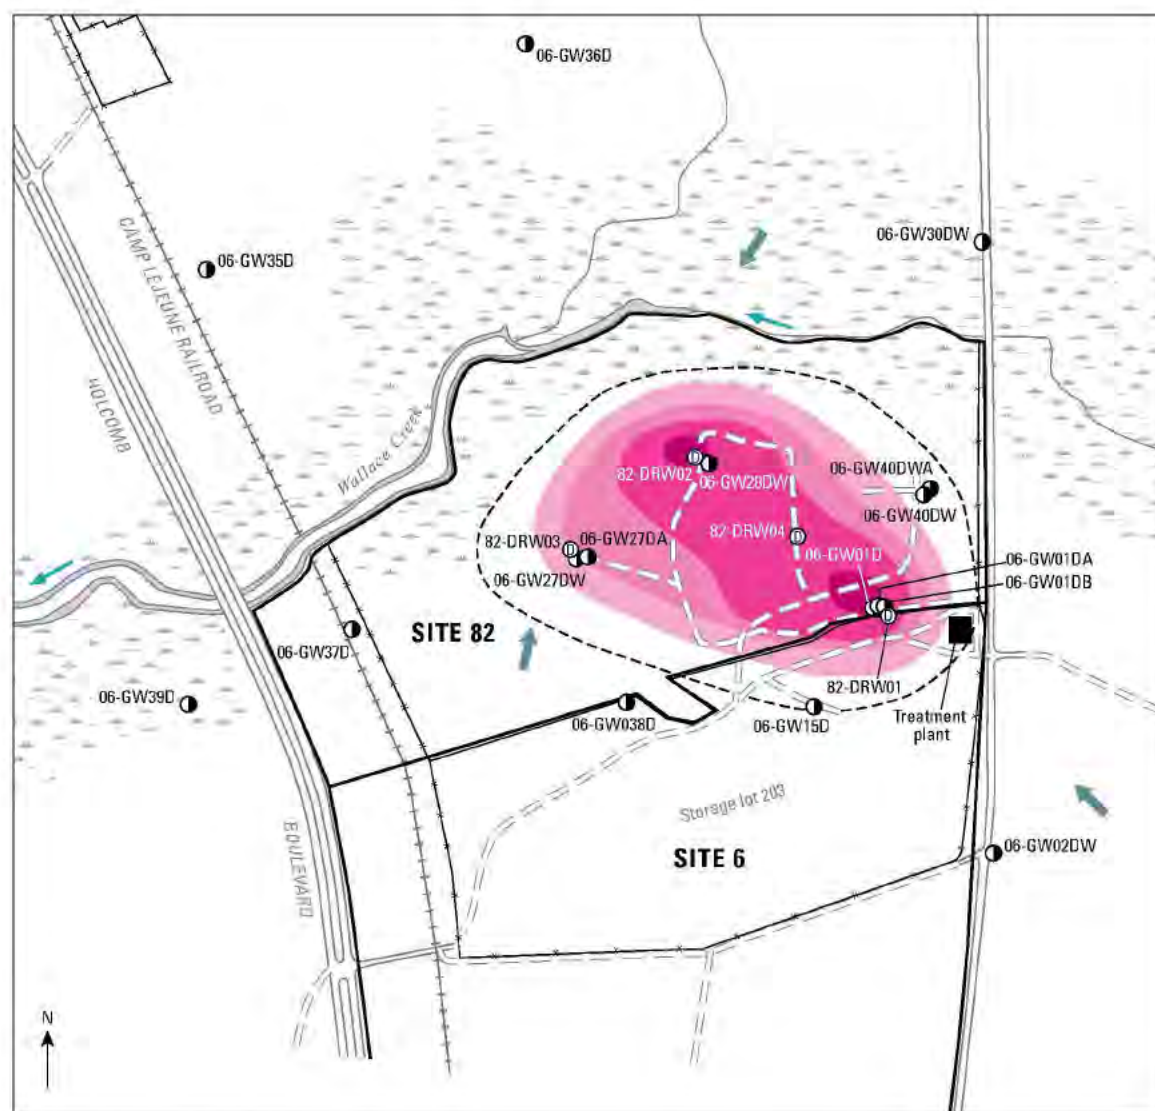 06-GW36D
CAMP LEJEUNE RAILROAD
06-GW30DW
06-GW35D
HOLCOMB
Wallace Creek
06-GW40DWA
82-DRW02
06-GW28DW
06-GW40DW
82-DRW03
06-GW27DA
82-DRW04
06-GW01D
06-GW01DA
06-GW27DW
06-GW01DB
SITE 82
06-GW37D
82-DRW01
06-GW39D
06-GW038D
06-GW15D
Treatment
plant
Storage lot 203
SITE 6
06-GW02DW
BOULEVARD
N
D
D
D
D